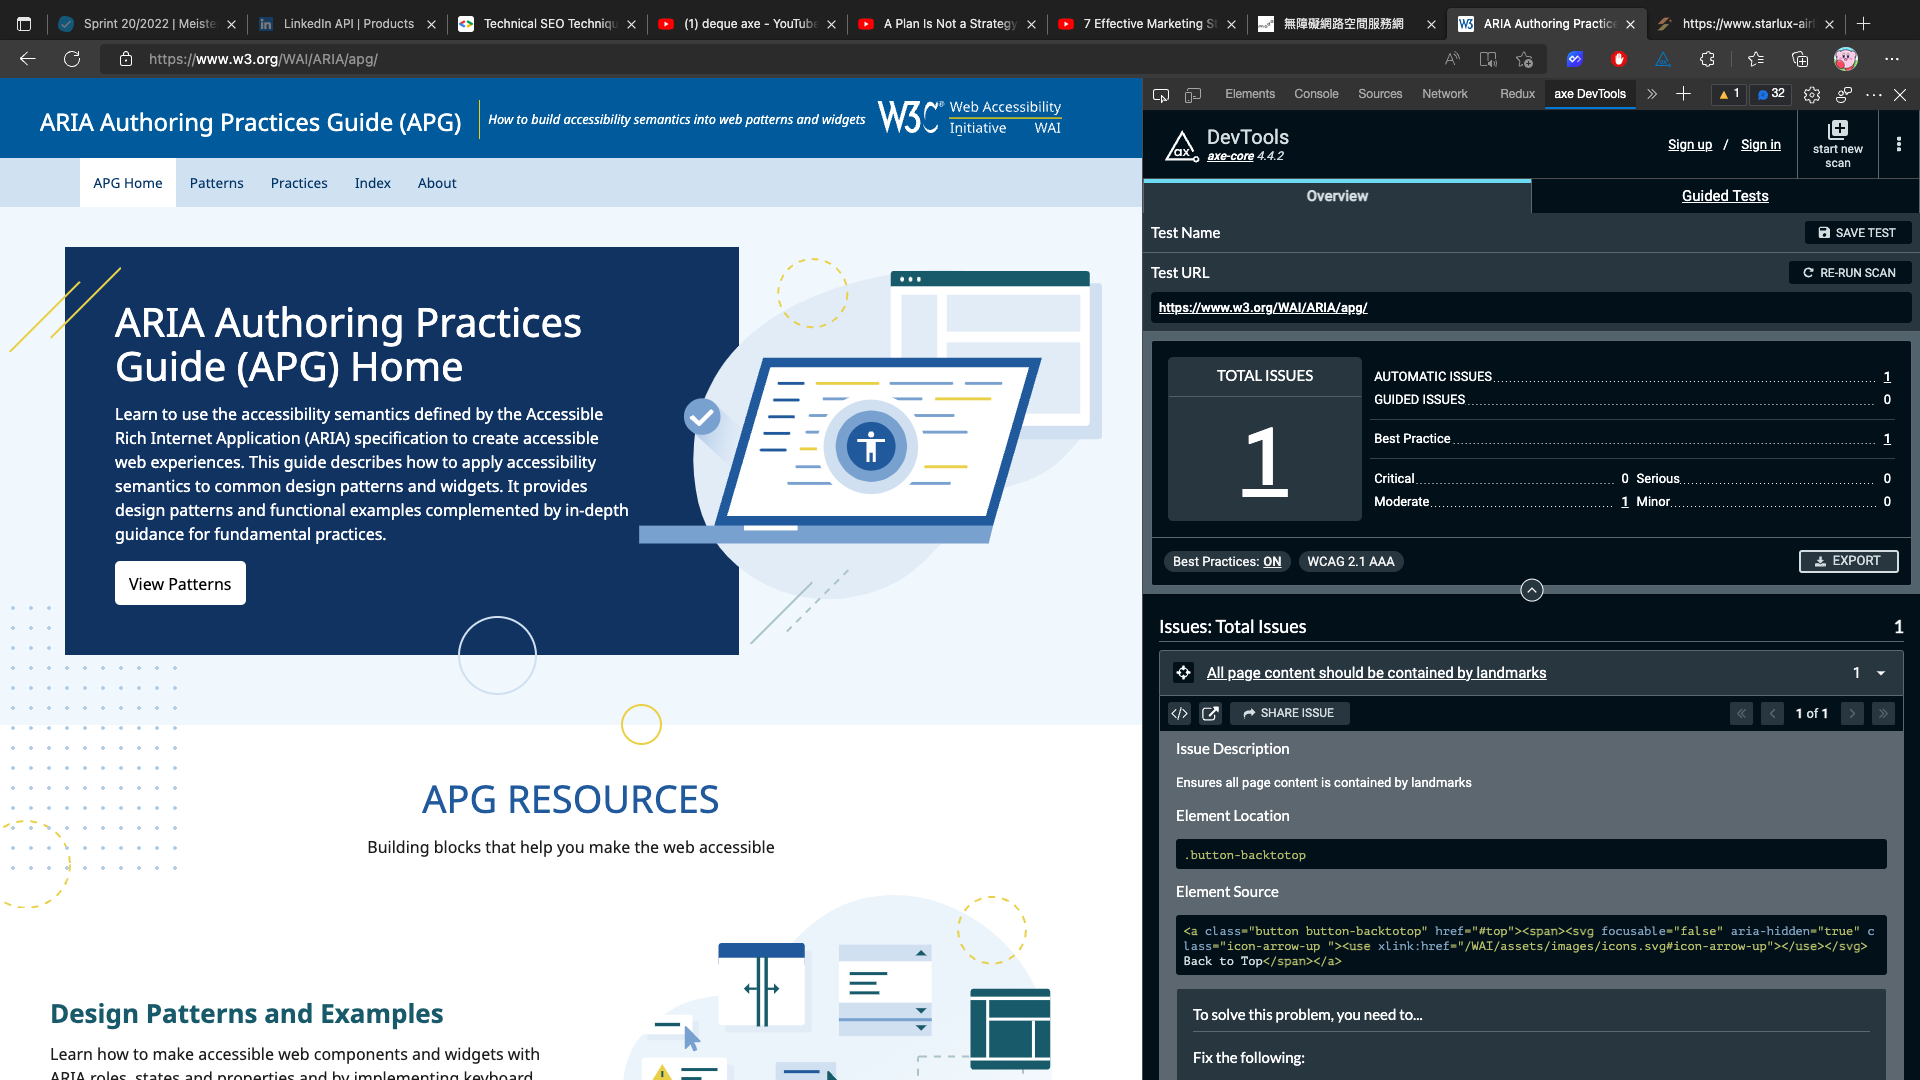 Sprint 20/2022 | Meiste
LinkedIn API | Products
Technical SEO Techniqu
(1) deque axe - YouTube
A Plan Is Not a Strategy
7 Effective Marketing St
無障礙網路空間服務網
W3 ARIA Authoring Practice
https://www.starlux-airl
https://www.w3.org/WAI/ARIA/apg/
ARIA Authoring Practices Guide (APG)
How to build accessibility semantics into web patterns and widgets
W3C® Web Accessibility
Initiative WAI
APG Home Patterns Practices Index About
ARIA Authoring Practices
Guide (APG) Home
Learn to use the accessibility semantics defined by the Accessible
Rich Internet Application (ARIA) specification to create accessible
web experiences. This guide describes how to apply accessibility
semantics to common design patterns and widgets. It provides
design patterns and functional examples complemented by in-depth
guidance for fundamental practices.
View Patterns
APG RESOURCES
Building blocks that help you make the web accessible
Design Patterns and Examples
Learn how to make accessible web components and widgets with
ARIA roles, states and properties and by implementing keyboard
Elements Console Sources Network Redux axe DevTools 1 32
ax DevTools
axe-core 4.4.2
Sign up / Sign in
start new
scan
Overview Guided Tests
Test Name SAVE TEST
Test URL RE-RUN SCAN
https://www.w3.org/WAI/ARIA/apg/
TOTAL ISSUES
1
AUTOMATIC ISSUES 1
GUIDED ISSUES 0
Best Practice 1
Critical 0 Serious 0
Moderate 1 Minor 0
Best Practices: ON WCAG 2.1 AAA EXPORT
Issues: Total Issues 1
All page content should be contained by landmarks 1
</> SHARE ISSUE « < 1 of 1 > »
Issue Description
Ensures all page content is contained by landmarks
Element Location
.button-backtotop
Element Source
<a class="button button-backtotop" href="#top"><span><svg focusable="false" aria-hidden="true" c
lass="icon-arrow-up "><use xlink:href="/WAI/assets/images/icons.svg#icon-arrow-up"></use></svg>
Back to Top</span></a>
To solve this problem, you need to...
Fix the following: